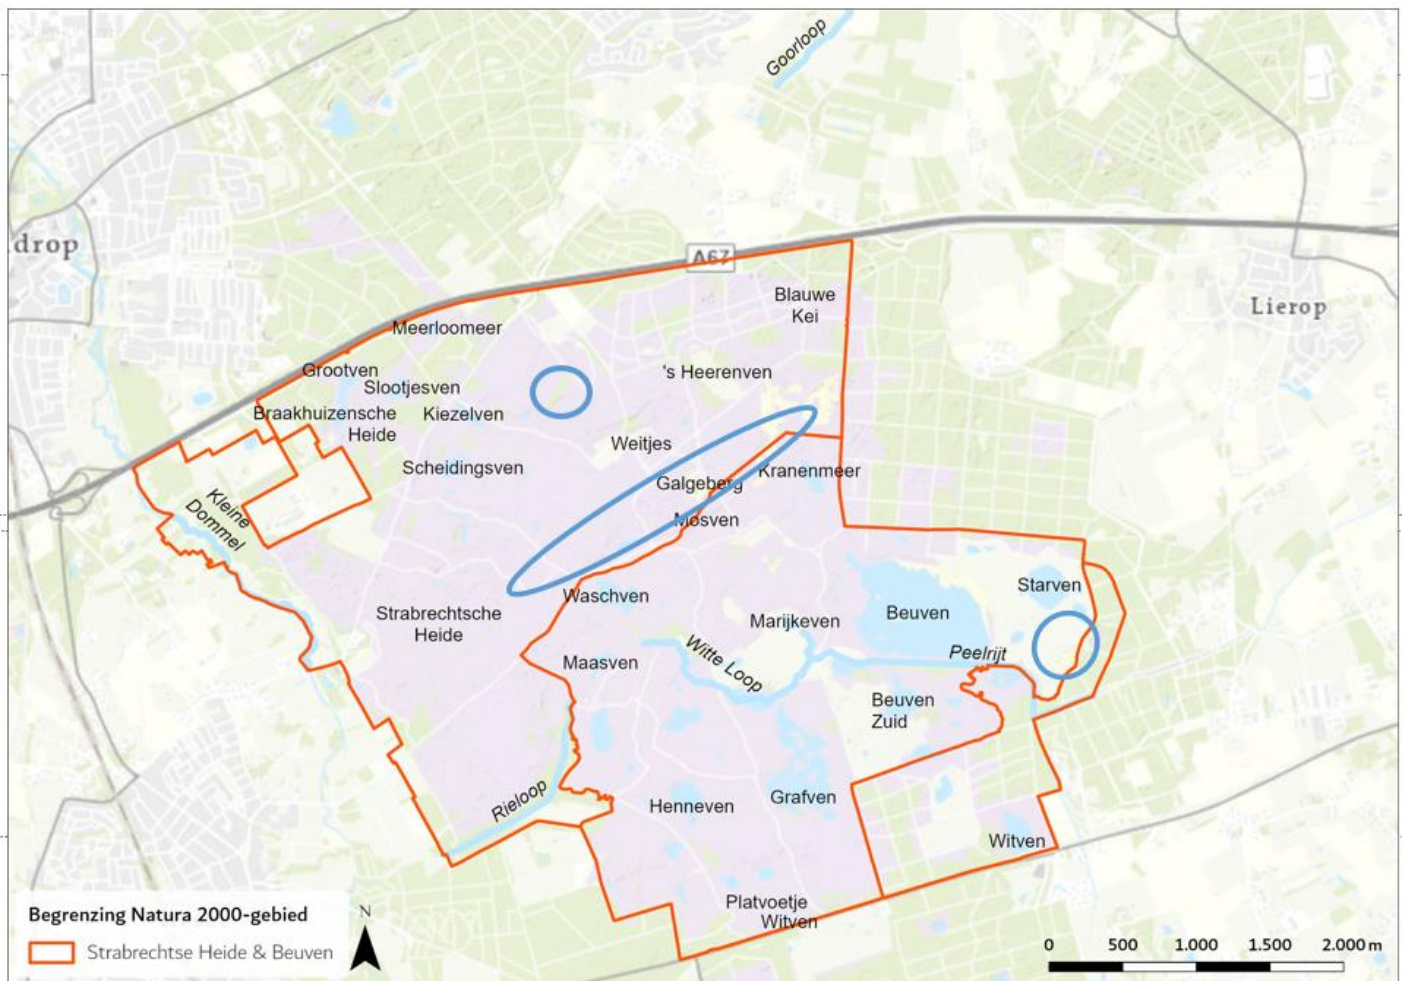 Goorloop
drop
A67
Lierop
Blauwe
Kei
Meerloomeer
Grootven
's Heerenven
Slootjesven
Braakhuizensche
Heide
Kiezelven
Weitjes
Scheidingsven
Kranenmeer
Galgeberg
Kleine
Dommel
Mosven
Starven
Waschven
Strabrechtsche
Heide
Marijkeven
Beuven
Witte Loop
Peelrijt
Maasven
Beuven
Zuid
Rieloop
Henneven
Grafven
Witven
Platvoetje
Witven
Begrenzing Natura 2000-gebied
Strabrechtse Heide & Beuven
N
0 500 1.000 1.500 2.000 m